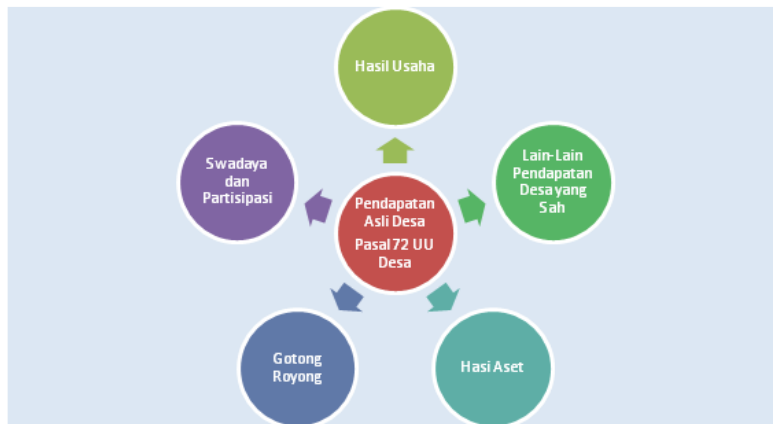 Hasil Usaha
Swadaya
dan
Partisipasi
Lain-Lain
Pendapatan
Desa yang
Sah
Pendapatan
Asli Desa
Pasal 72 UU
Desa
Gotong
Royong
Hasi Aset